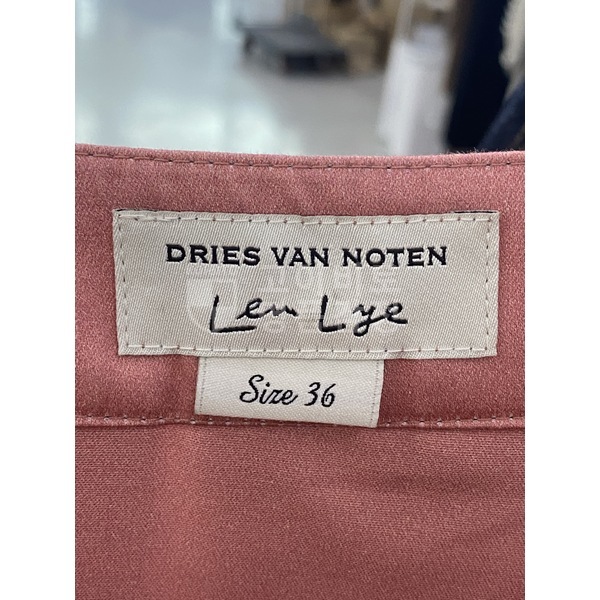 DRIES VAN NOTEN
Len Lye
Size 36